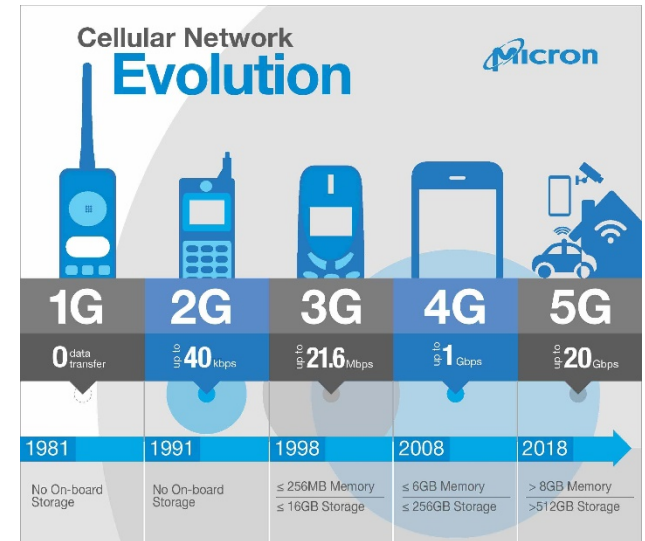 Cellular Network
Evolution
Micron
1G
2G
3G
4G
5G
0 data transfer
up to 40 kbps
up to 21.6 Mbps
up to 1 Gbps
up to 20 Gbps
1981
1991
1998
2008
2018
No On-board
Storage
No On-board
Storage
≤ 256MB Memory
≤ 16GB Storage
≤ 6GB Memory
≤ 256GB Storage
> 8GB Memory
>512GB Storage